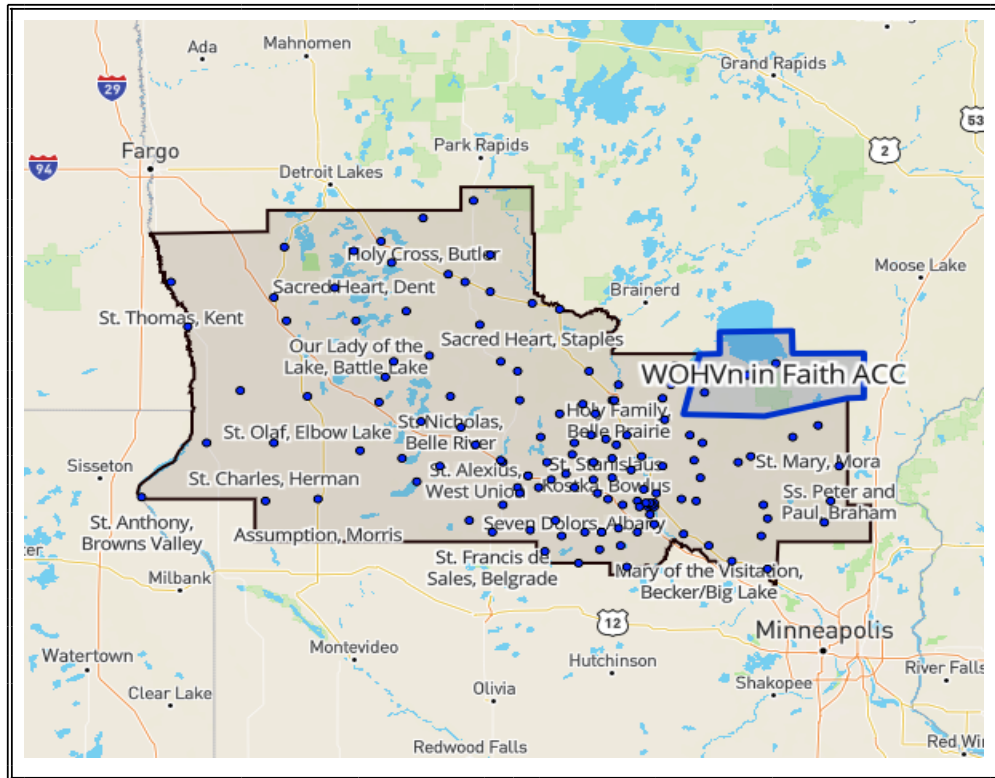 Ada
Mahnomen
Grand Rapids
29
53
2
Fargo
Park Rapids
94
Detroit Lakes
Holy Cross, Butler
Moose Lake
Sacred Heart, Dent
Brainerd
St. Thomas, Kent
Our Lady of the
Lake, Battle Lake
Sacred Heart, Staples
WOHVn in Faith ACC
St. Nicholas,
Belle River
Holy Family,
Belle Prairie
St. Olaf, Elbow Lake
Sisseton
St. Charles, Herman
St. Alexius,
West Union
St. Stanislaus
Kostka, Bowlus
St. Mary, Mora
Ss. Peter and
Paul, Braham
St. Anthony,
Browns Valley
Assumption, Morris
Seven Dolors, Albany
St. Francis de
Sales, Belgrade
Mary of the Visitation,
Becker/Big Lake
Milbank
12
Minneapolis
Montevideo
Hutchinson
Watertown
River Falls
Clear Lake
Olivia
Shakopee
Redwood Falls
Red Wi